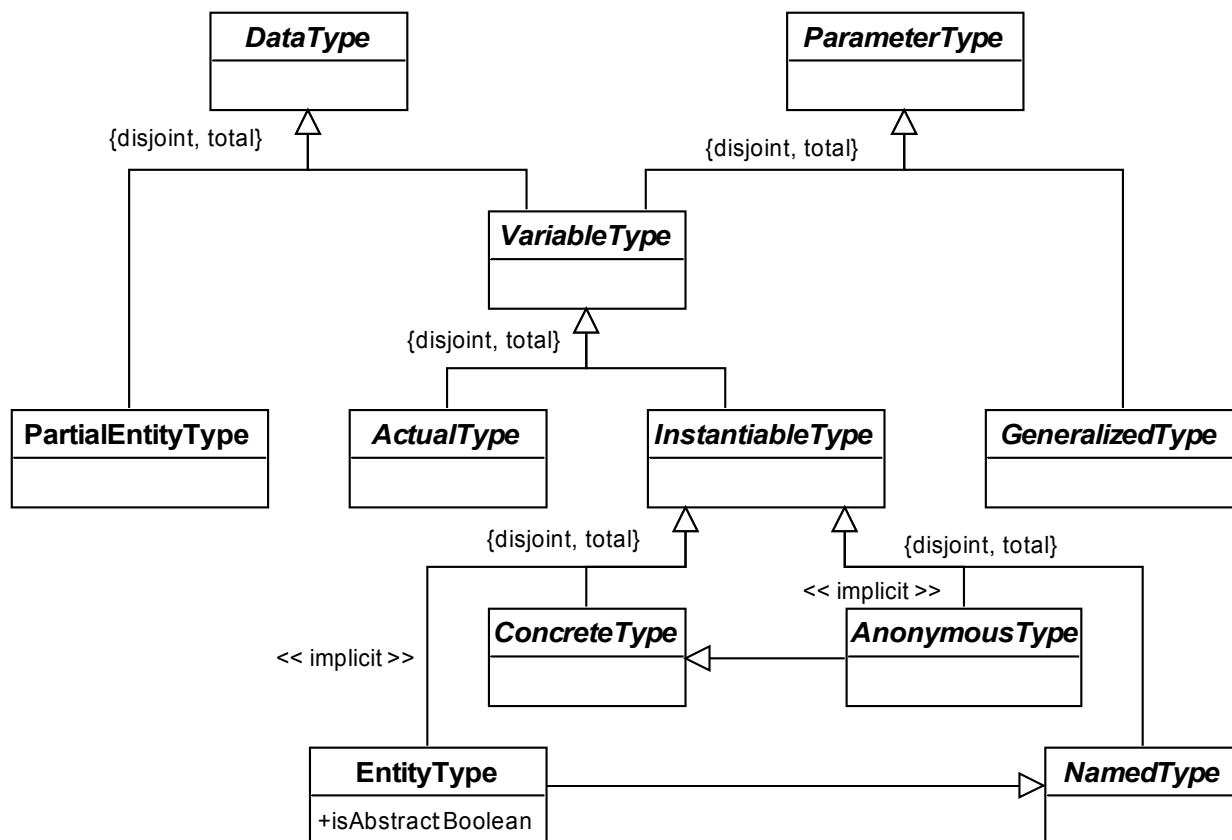 DataType
ParameterType
{disjoint, total}
{disjoint, total}
VariableType
{disjoint, total}
PartialEntityType
ActualType
InstantiableType
GeneralizedType
{disjoint, total}
{disjoint, total}
<< implicit >>
ConcreteType
AnonymousType
<< implicit >>
EntityType
NamedType
+isAbstract:Boolean